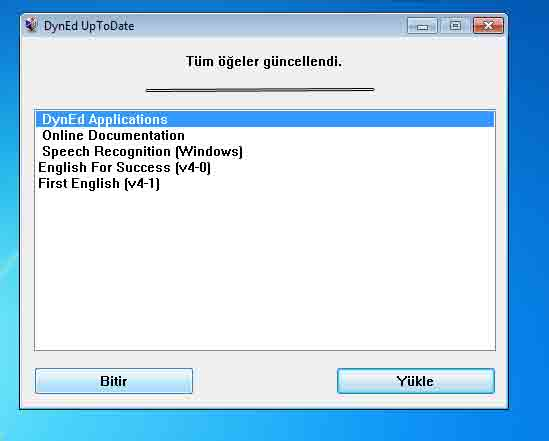 DynEd UpToDate
Tüm öğeler güncellendi.
DynEd Applications
Online Documentation
Speech Recognition (Windows)
English For Success (v4-0)
First English (v4-1)
Bitir
Yükle